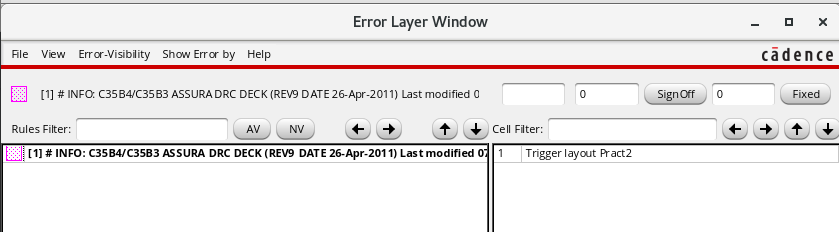 Error Layer Window
File View Error-Visibility Show Error by Help cādence
[1] # INFO: C35B4/C35B3 ASSURA DRC DECK (REV9 DATE 26-Apr-2011) Last modified 0 0 SignOff 0 Fixed
Rules Filter: AV NV Cell Filter:
[1] # INFO: C35B4/C35B3 ASSURA DRC DECK (REV9 DATE 26-Apr-2011) Last modified 07 1 Trigger layout Pract2